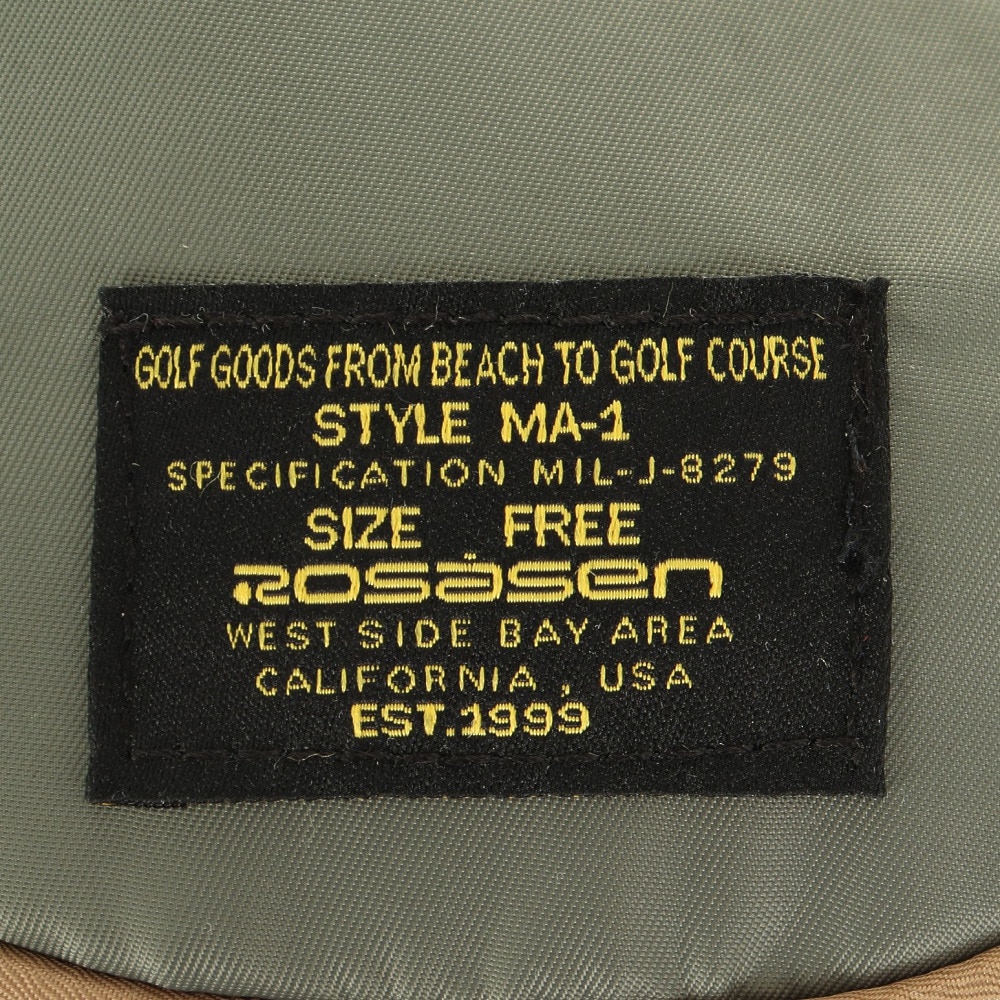 GOLF GOODS FROM BEACH TO GOLF COURSE
STYLE MA-1
SPECIFICATION MIL-J-8279
SIZE FREE
ROSÄSEN
WEST SIDE BAY AREA
CALIFORNIA, USA
EST.1999